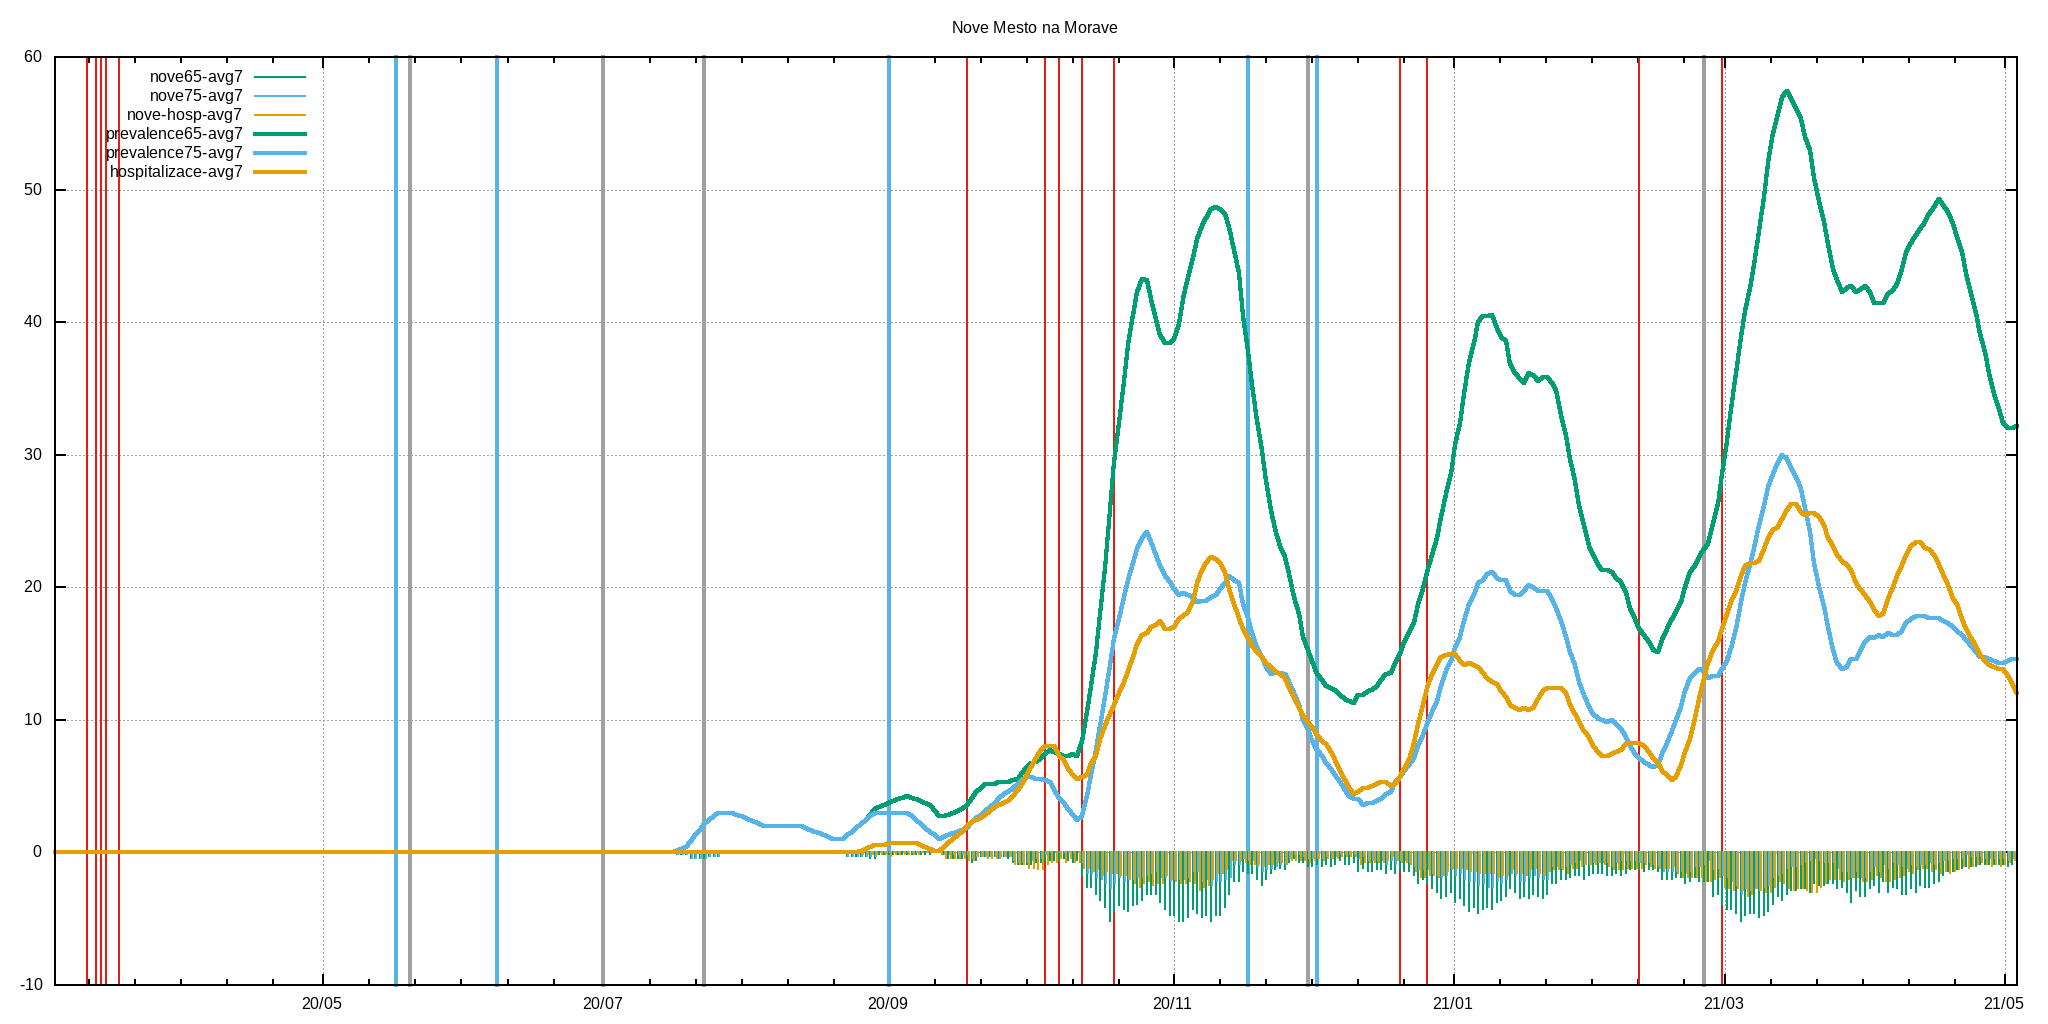 Nove Mesto na Morave
60
50
40
30
20
10
0
-10
nove65-avg7
nove75-avg7
nove-hosp-avg7
prevalence65-avg7
prevalence75-avg7
hospitalizace-avg7
20/05 20/07 20/09 20/11 21/01 21/03 21/05